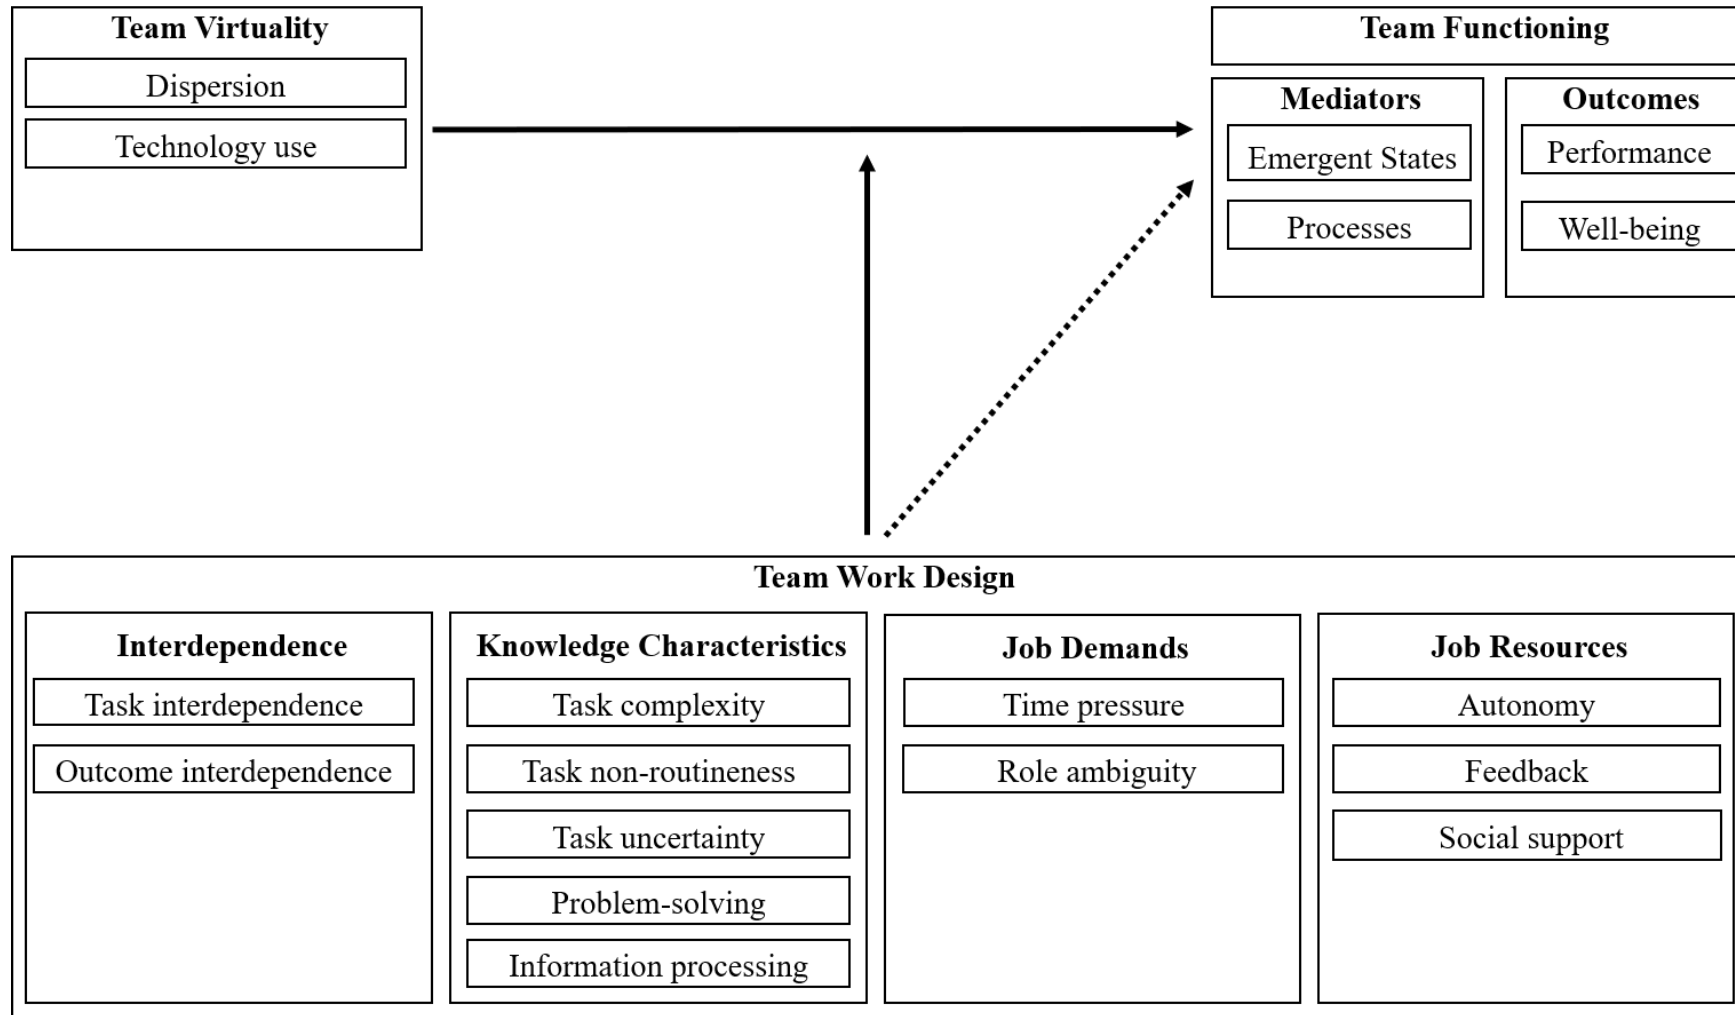 Team Virtuality
Dispersion
Technology use
Team Functioning
Mediators
Emergent States
Processes
Outcomes
Performance
Well-being
Team Work Design
Interdependence
Task interdependence
Outcome interdependence
Knowledge Characteristics
Task complexity
Task non-routineness
Task uncertainty
Problem-solving
Information processing
Job Demands
Time pressure
Role ambiguity
Job Resources
Autonomy
Feedback
Social support